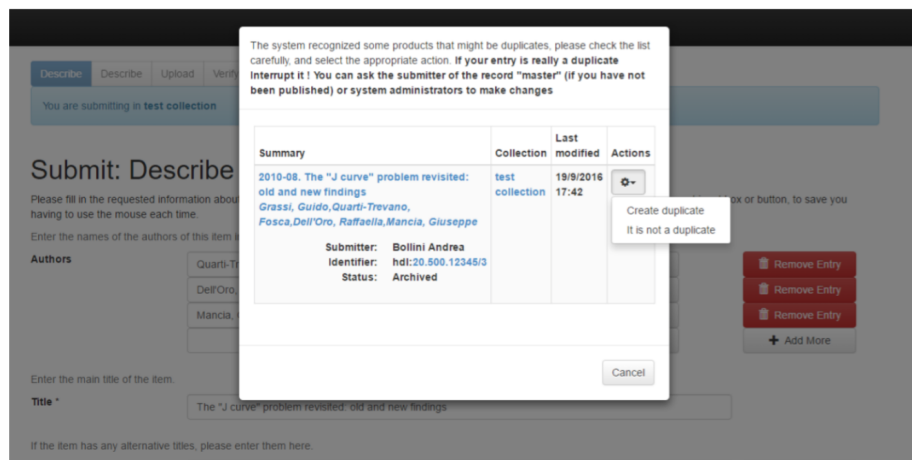 The system recognized some products that might be duplicates, please check the list
carefully, and select the appropriate action. If your entry is really a duplicate
Interrupt it ! You can ask the submitter of the record "master" (if you have not
been published) or system administrators to make changes
Describe Describe Upload Verify
You are submitting in test collection
Summary Collection Last modified Actions
2010-08. The "J curve" problem revisited:
old and new findings
Grassi, Guido,Quarti-Trevano,
Fosca,Dell'Oro, Raffaella,Mancia, Giuseppe
test
collection
19/9/2016
17:42
Create duplicate
It is not a duplicate
Submitter: Bollini Andrea
Identifier: hdl:20.500.12345/3
Status: Archived
Cancel
Submit: Describe
Please fill in the requested information about
ox or button, to save you
having to use the mouse each time.
Enter the names of the authors of this item
Authors
Quarti-Tr
Remove Entry
Dell'Oro,
Remove Entry
Mancia,
Remove Entry
+ Add More
Enter the main title of the item.
Title *
The "J curve" problem revisited: old and new findings
If the item has any alternative titles, please enter them here.